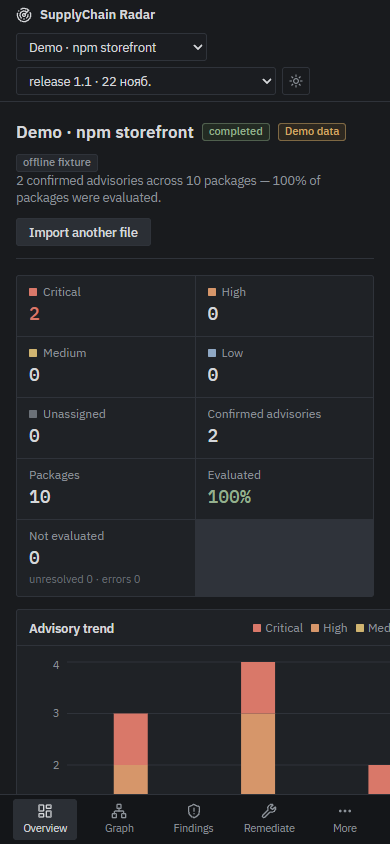 SupplyChain Radar
Demo · npm storefront
release 1.1 · 22 нояб.
Demo · npm storefront completed Demo data
offline fixture
2 confirmed advisories across 10 packages — 100% of
packages were evaluated.
Import another file
Critical High
2 0
Medium Low
0 0
Unassigned Confirmed advisories
0 2
Packages Evaluated
10 100%
Not evaluated
0
unresolved 0 · errors 0
Advisory trend Critical High Med
4
3
2
Overview Graph Findings Remediate More